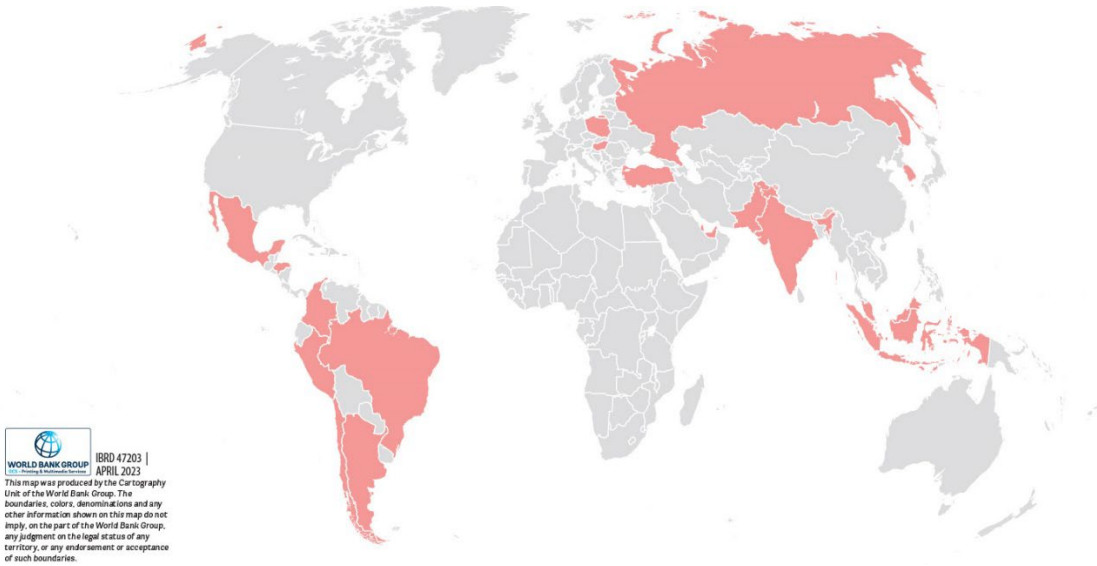 WORLD BANK GROUP
GCS - Printing & Multimedia Services
IBRD 47203 |
APRIL 2023
This map was produced by the Cartography
Unit of the World Bank Group. The
boundaries, colors, denominations and any
other information shown on this map do not
imply, on the part of the World Bank Group,
any judgment on the legal status of any
territory, or any endorsement or acceptance
of such boundaries.